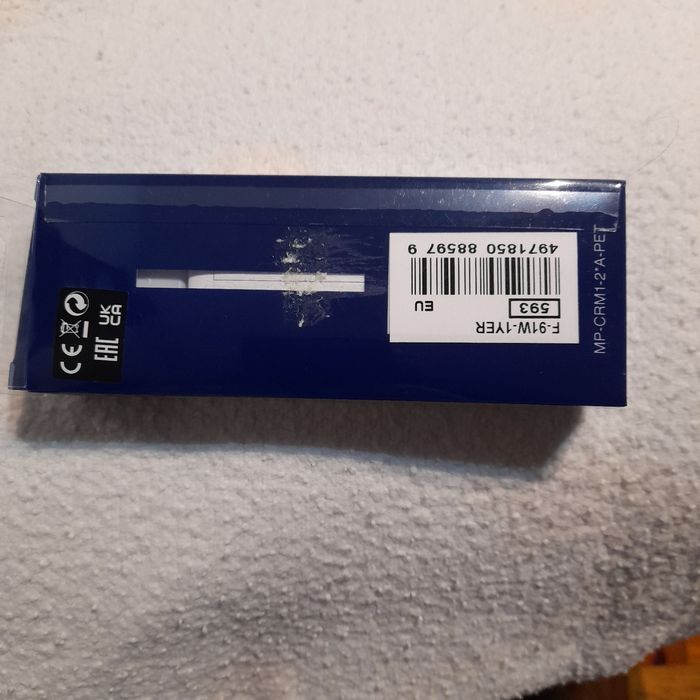 F-91W-1YER
593
EU
4971850 88597 9
MP-CRM1-2*A-PET
CE
EAC
UK
CA